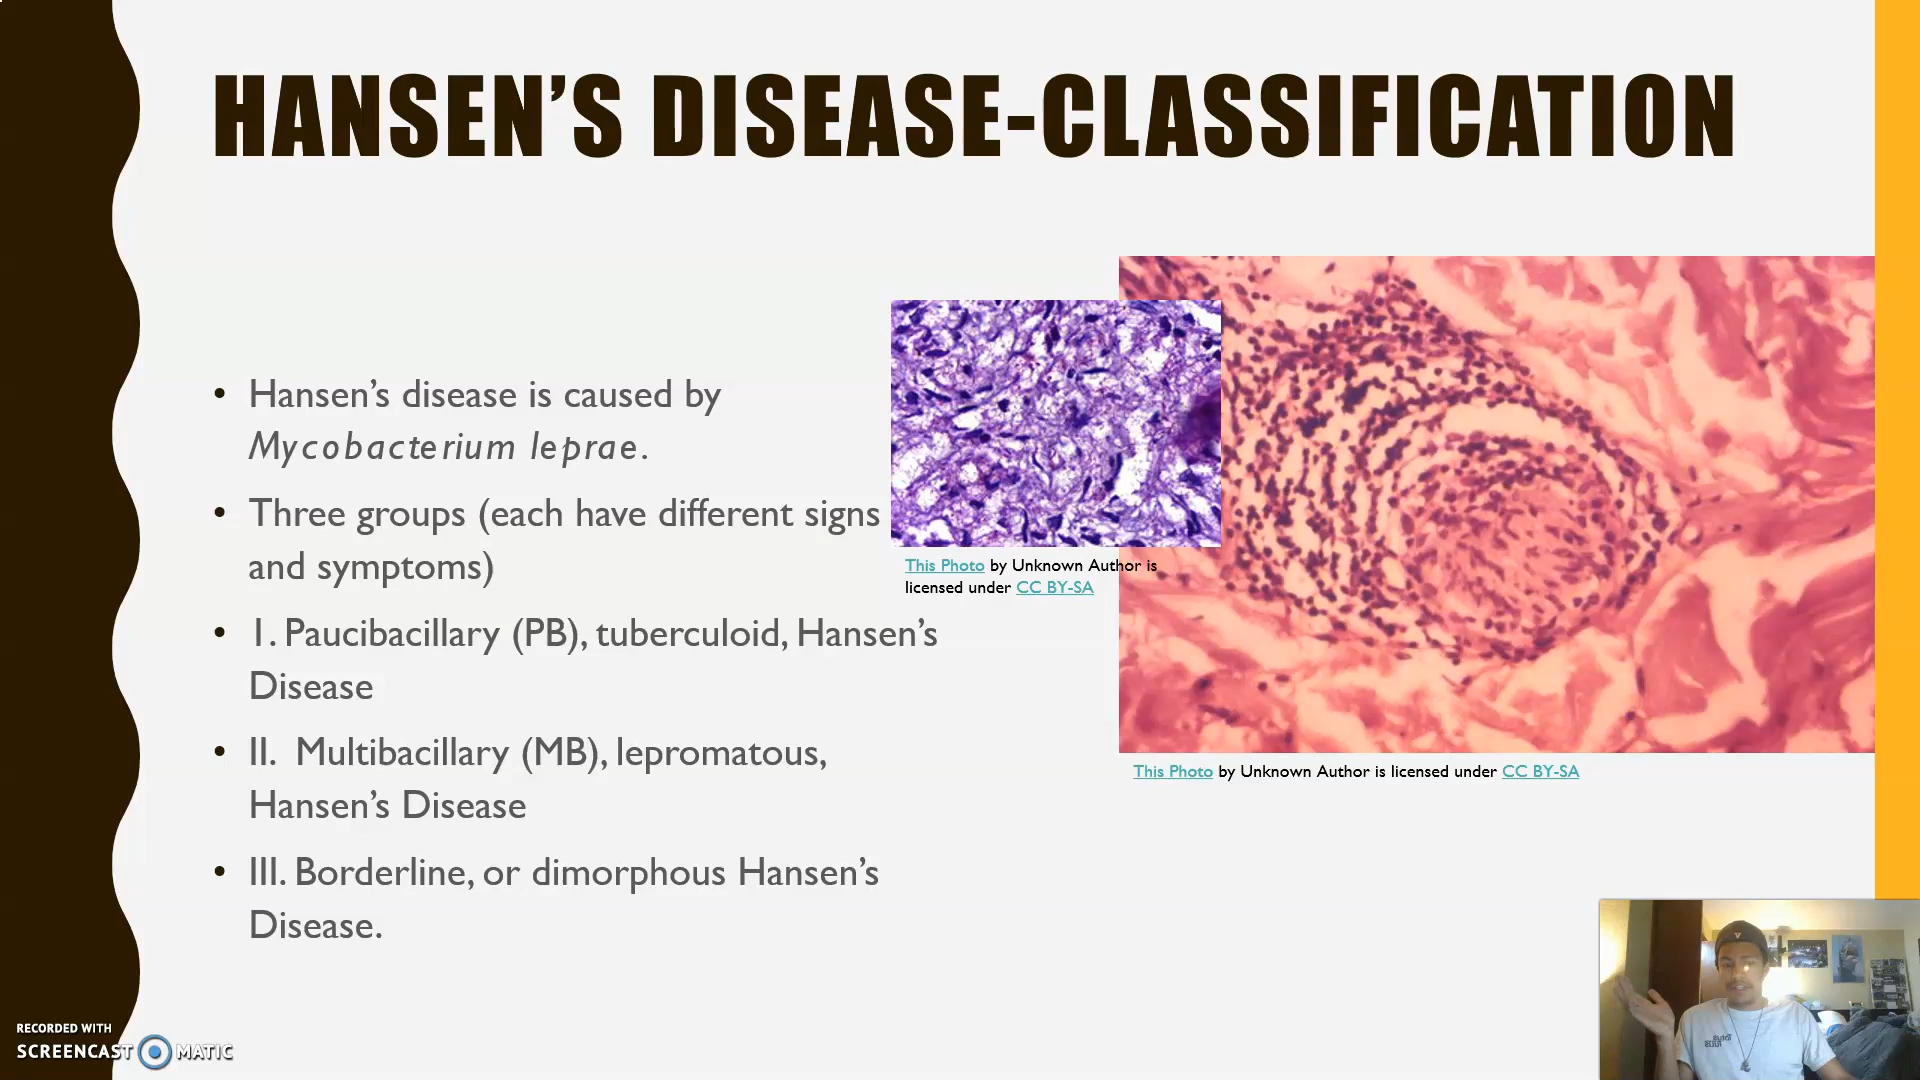 HANSEN’S DISEASE-CLASSIFICATION
• Hansen’s disease is caused by
Mycobacterium leprae.
• Three groups (each have different signs
and symptoms)
• 1. Paucibacillary (PB), tuberculoid, Hansen’s
Disease
• II. Multibacillary (MB), lepromatous,
Hansen’s Disease
• III. Borderline, or dimorphous Hansen’s
Disease.
This Photo by Unknown Author is
licensed under CC BY-SA
This Photo by Unknown Author is licensed under CC BY-SA
RECORDED WITH
SCREENCAST MATIC